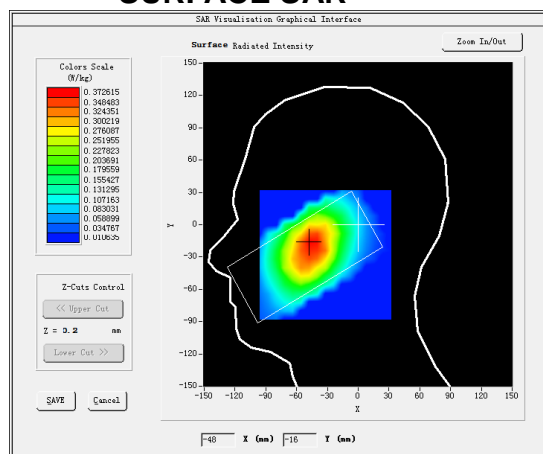 SURFACE SAR
SAR Visualisation Graphical Interface
Surface Radiated Intensity
Zoom In/Out
Colors Scale
(W/kg)
0.372615
0.348483
0.324351
0.300219
0.276087
0.251955
0.227823
0.203691
0.179559
0.155427
0.131295
0.107163
0.083031
0.058899
0.034767
0.010635
150
120
90
60
30
0
-30
-60
-90
-120
-150
Y
-150 -120 -90 -60 -30 0 30 60 90 120 150
X
Z-Cuts Control
<< Upper Cut
Z = 0.2 mm
Lower Cut >>
SAVE Cancel
-48 X (mm) -16 Y (mm)